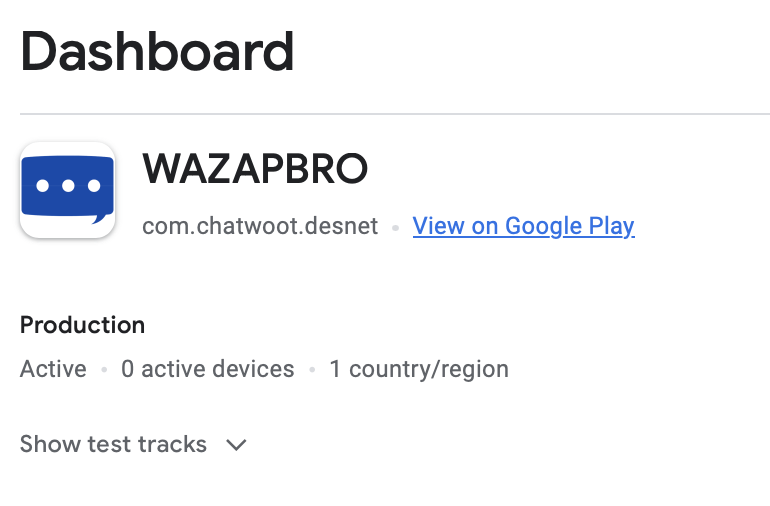 Dashboard
WAZAPBRO
com.chatwoot.desnet • View on Google Play
Production
Active • 0 active devices • 1 country/region
Show test tracks